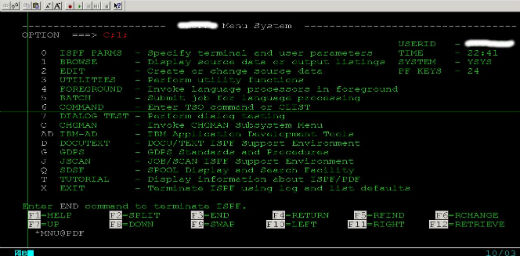 Menu System
OPTION ===> C;1;
USERID -
0 ISPF PARMS - Specify terminal and user parameters TIME - 22:41
1 BROWSE - Display source data or output listings SYSTEM - YSYS
2 EDIT - Create or change source data PF KEYS - 24
3 UTILITIES - Perform utility functions
4 FOREGROUND - Invoke language processors in foreground
5 BATCH - Submit job for language processing
6 COMMAND - Enter TSO command or CLIST
7 DIALOG TEST - Perform dialog testing
C CHGMAN - Invoke CHGMAN Subsystem Menu
AD IBM-AD - IBM Application Development Tools
D DOCUTEXT - DOCU/TEXT ISPF Support Environment
G GDPS - GDPS Standards and Procedures
J JSCAN - JOB/SCAN ISPF Support Environment
Q SDSF - SPOOL Display and Search Facility
T TUTORIAL - Display information about ISPF/PDF
X EXIT - Terminate ISPF using log and list defaults
Enter END command to terminate ISPF.
F1=HELP F2=SPLIT F3=END F4=RETURN F5=RFIND F6=RCHANGE
F7=UP F8=DOWN F9=SWAP F10=LEFT F11=RIGHT F12=RETRIEVE
*MNU@PDF
10/03